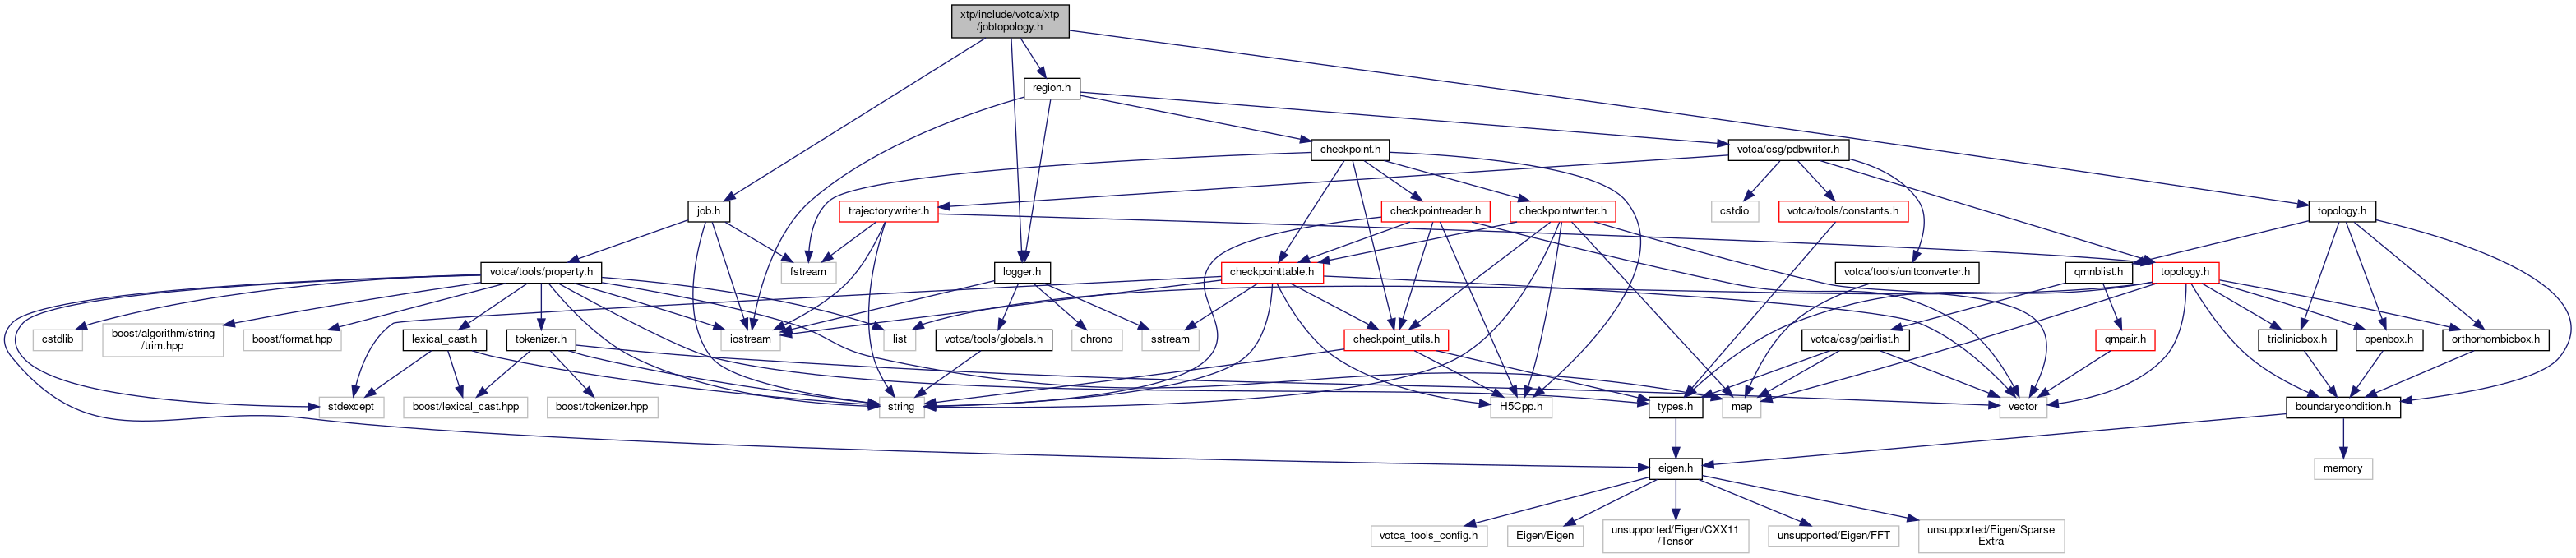 xtp/include/votca/xtp
/jobtopology.h
region.h
checkpoint.h
votca/csg/pdbwriter.h
job.h
trajectorywriter.h
checkpointreader.h
checkpointwriter.h
cstdio
votca/tools/constants.h
topology.h
votca/tools/property.h
fstream
logger.h
checkpointtable.h
votca/tools/unitconverter.h
qmnblist.h
topology.h
cstdlib
boost/algorithm/string
/trim.hpp
boost/format.hpp
lexical_cast.h
tokenizer.h
iostream
list
votca/tools/globals.h
chrono
sstream
checkpoint_utils.h
votca/csg/pairlist.h
qmpair.h
triclinicbox.h
openbox.h
orthorhombicbox.h
stdexcept
boost/lexical_cast.hpp
boost/tokenizer.hpp
string
H5Cpp.h
types.h
map
vector
boundarycondition.h
eigen.h
memory
votca_tools_config.h
Eigen/Eigen
unsupported/Eigen/CXX11
/Tensor
unsupported/Eigen/FFT
unsupported/Eigen/Sparse
Extra